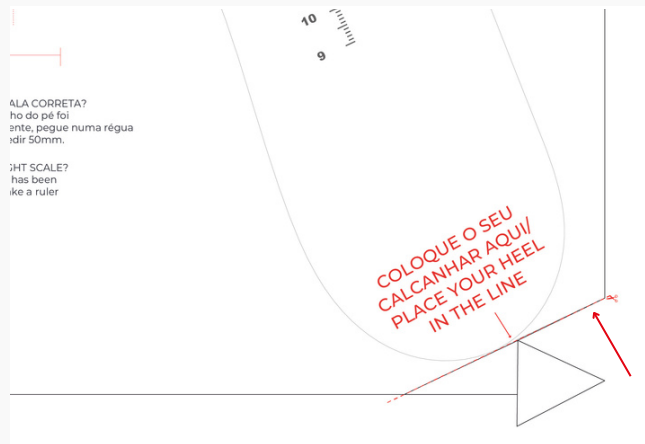 10
9
ALA CORRETA?
ho do pé foi
ente, pegue numa régua
edir 50mm.
GHT SCALE?
has been
ake a ruler
COLOQUE O SEU
CALCANHAR AQUI/
PLACE YOUR HEEL
IN THE LINE